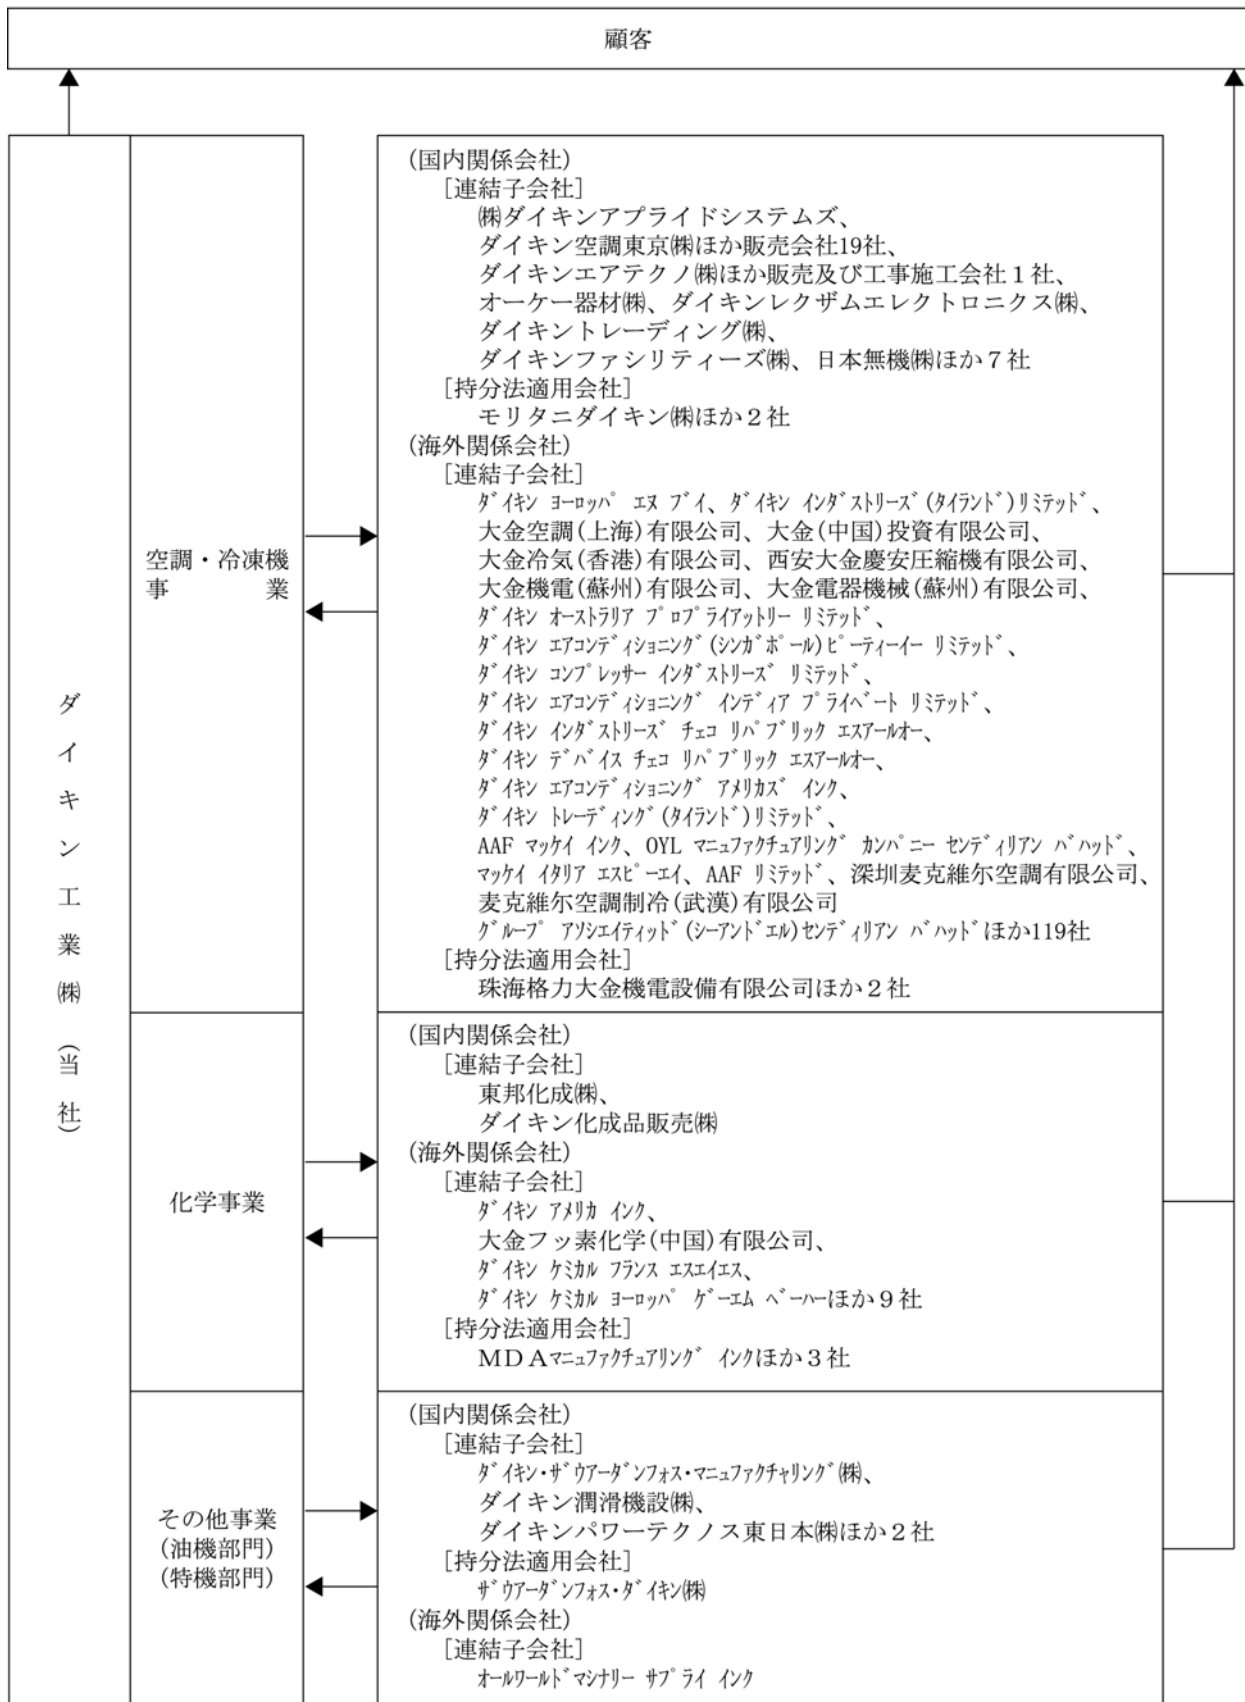 顧客
ダイキン工業㈱(当社)
空調・冷凍機
事業
(国内関係会社)
[連結子会社]
㈱ダイキンアプライドシステムズ、
ダイキン空調東京㈱ほか販売会社19社、
ダイキンエアテクノ㈱ほか販売及び工事施工会社１社、
オーケー器材㈱、ダイキンレクザムエレクトロニクス㈱、
ダイキントレーディング㈱、
ダイキンファシリティーズ㈱、日本無機㈱ほか７社
[持分法適用会社]
モリタニダイキン㈱ほか２社
(海外関係会社)
[連結子会社]
ﾀﾞｲｷﾝ ﾖｰﾛｯﾊﾟ ｴﾇ ﾌﾞｲ、ﾀﾞｲｷﾝ ｲﾝﾀﾞｽﾄﾘｰｽﾞ(ﾀｲﾗﾝﾄﾞ)ﾘﾐﾃｯﾄﾞ、
大金空調(上海)有限公司、大金(中国)投資有限公司、
大金冷気(香港)有限公司、西安大金慶安圧縮機有限公司、
大金機電(蘇州)有限公司、大金電器機械(蘇州)有限公司、
ﾀﾞｲｷﾝ ｵｰｽﾄﾗﾘｱ ﾌﾟﾛﾌﾟﾗｲｱｯﾄﾘｰ ﾘﾐﾃｯﾄﾞ、
ﾀﾞｲｷﾝ ｴｱｺﾝﾃﾞｨｼｮﾆﾝｸﾞ(ｼﾝｶﾞﾎﾟｰﾙ)ﾋﾟｰﾃｨｰｲｰ ﾘﾐﾃｯﾄﾞ、
ﾀﾞｲｷﾝ ｺﾝﾌﾟﾚｯｻｰ ｲﾝﾀﾞｽﾄﾘｰｽﾞ ﾘﾐﾃｯﾄﾞ、
ﾀﾞｲｷﾝ ｴｱｺﾝﾃﾞｨｼｮﾆﾝｸﾞ ｲﾝﾃﾞｨｱ ﾌﾟﾗｲﾍﾞｰﾄ ﾘﾐﾃｯﾄﾞ、
ﾀﾞｲｷﾝ ｲﾝﾀﾞｽﾄﾘｰｽﾞ ﾁｪｺ ﾘﾊﾟﾌﾞﾘｯｸ ｴｽｱｰﾙｵｰ、
ﾀﾞｲｷﾝ ﾃﾞﾊﾞｲｽ ﾁｪｺ ﾘﾊﾟﾌﾞﾘｯｸ ｴｽｱｰﾙｵｰ、
ﾀﾞｲｷﾝ ｴｱｺﾝﾃﾞｨｼｮﾆﾝｸﾞ ｱﾒﾘｶｽﾞ ｲﾝｸ、
ﾀﾞｲｷﾝ ﾄﾚｰﾃﾞｨﾝｸﾞ(ﾀｲﾗﾝﾄﾞ)ﾘﾐﾃｯﾄﾞ、
AAF ﾏｯｹｲ ｲﾝｸ、OYL ﾏﾆｭﾌｧｸﾁｭｱﾘﾝｸﾞ ｶﾝﾊﾟﾆｰ ｾﾝﾃﾞｨﾘｱﾝ ﾊﾞﾊｯﾄﾞ、
ﾏｯｹｲ ｲﾀﾘｱ ｴｽﾋﾟｰｴｲ、AAF ﾘﾐﾃｯﾄﾞ、深圳麦克維尓空調有限公司、
麦克維尓空調制冷(武漢)有限公司
ｸﾞﾙｰﾌﾟ ｱｿｼｴｲﾃｨｯﾄﾞ(ｼｰｱﾝﾄﾞｴﾙ)ｾﾝﾃﾞｨﾘｱﾝ ﾊﾞﾊｯﾄﾞほか119社
[持分法適用会社]
珠海格力大金機電設備有限公司ほか２社
化学事業
(国内関係会社)
[連結子会社]
東邦化成㈱、
ダイキン化成品販売㈱
(海外関係会社)
[連結子会社]
ﾀﾞｲｷﾝ ｱﾒﾘｶ ｲﾝｸ、
大金フッ素化学(中国)有限公司、
ﾀﾞｲｷﾝ ｹﾐｶﾙ ﾌﾗﾝｽ ｴｽｴｲｴｽ、
ﾀﾞｲｷﾝ ｹﾐｶﾙ ﾖｰﾛｯﾊﾟ ｹﾞｰｴﾑ ﾍﾞｰﾊｰほか９社
[持分法適用会社]
ＭＤＡﾏﾆｭﾌｧｸﾁｭｱﾘﾝｸﾞ ｲﾝｸほか３社
その他事業
(油機部門)
(特機部門)
(国内関係会社)
[連結子会社]
ﾀﾞｲｷﾝ･ｻﾞｳｱｰﾀﾞﾝﾌｫｽ･ﾏﾆｭﾌｧｸﾁｬﾘﾝｸﾞ㈱、
ダイキン潤滑機設㈱、
ダイキンパワーテクノス東日本㈱ほか２社
[持分法適用会社]
ｻﾞｳｱｰﾀﾞﾝﾌｫｽ･ﾀﾞｲｷﾝ㈱
(海外関係会社)
[連結子会社]
ｵｰﾙﾜｰﾙﾄﾞﾏｼﾅﾘｰ ｻﾌﾟﾗｲ ｲﾝｸ